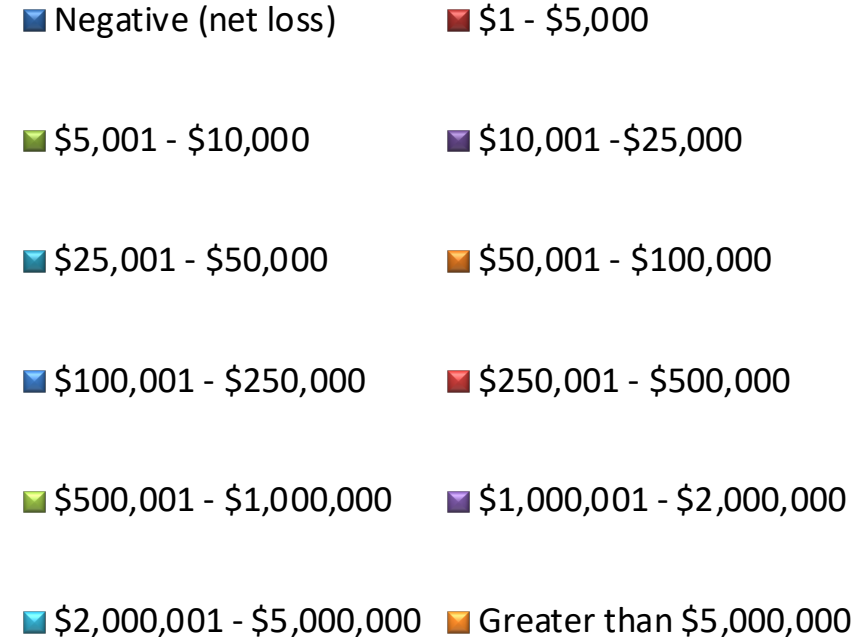 Negative (net loss) $1 - $5,000
$5,001 - $10,000 $10,001 -$25,000
$25,001 - $50,000 $50,001 - $100,000
$100,001 - $250,000 $250,001 - $500,000
$500,001 - $1,000,000 $1,000,001 - $2,000,000
$2,000,001 - $5,000,000 Greater than $5,000,000